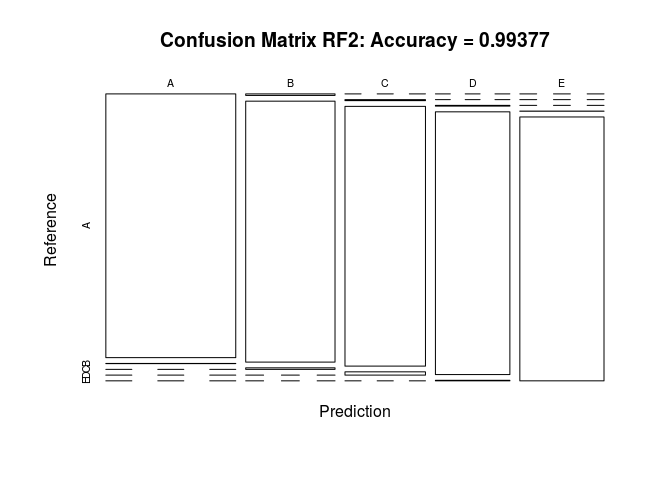 Confusion Matrix RF2: Accuracy = 0.99377
A B C D E
Reference
A
EDCB
Prediction